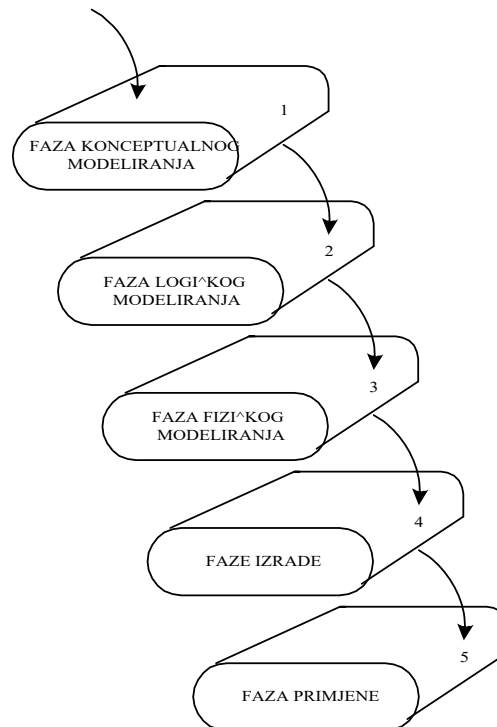 1
FAZA KONCEPTUALNOG
MODELIRANJA
2
FAZA LOGI^KOG
MODELIRANJA
3
FAZA FIZI^KOG
MODELIRANJA
4
FAZE IZRADE
5
FAZA PRIMJENE